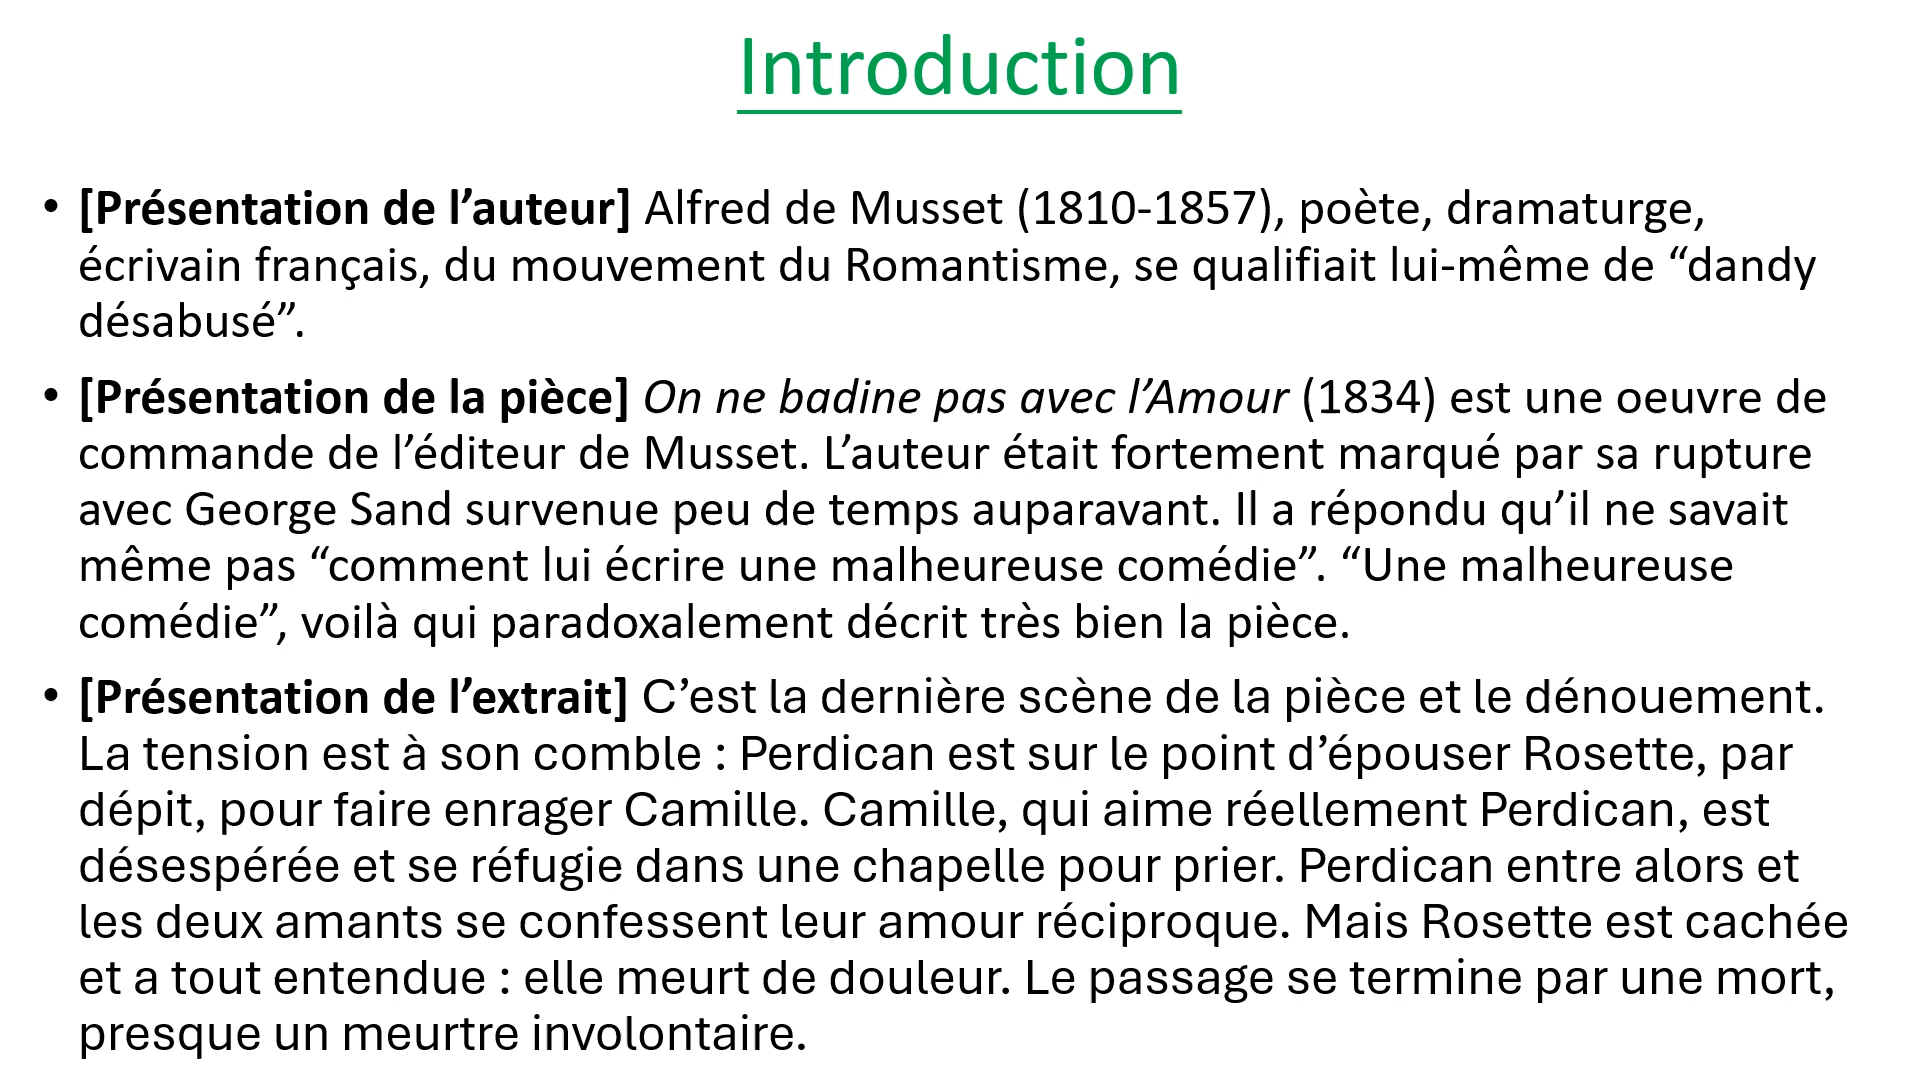 Introduction
• [Présentation de l’auteur] Alfred de Musset (1810-1857), poète, dramaturge,
écrivain français, du mouvement du Romantisme, se qualifiait lui-même de “dandy
désabusé”.
• [Présentation de la pièce] On ne badine pas avec l’Amour (1834) est une oeuvre de
commande de l’éditeur de Musset. L’auteur était fortement marqué par sa rupture
avec George Sand survenue peu de temps auparavant. Il a répondu qu’il ne savait
même pas “comment lui écrire une malheureuse comédie”. “Une malheureuse
comédie”, voilà qui paradoxalement décrit très bien la pièce.
• [Présentation de l’extrait] C’est la dernière scène de la pièce et le dénouement.
La tension est à son comble : Perdican est sur le point d’épouser Rosette, par
dépit, pour faire enrager Camille. Camille, qui aime réellement Perdican, est
désespérée et se réfugie dans une chapelle pour prier. Perdican entre alors et
les deux amants se confessent leur amour réciproque. Mais Rosette est cachée
et a tout entendue : elle meurt de douleur. Le passage se termine par une mort,
presque un meurtre involontaire.